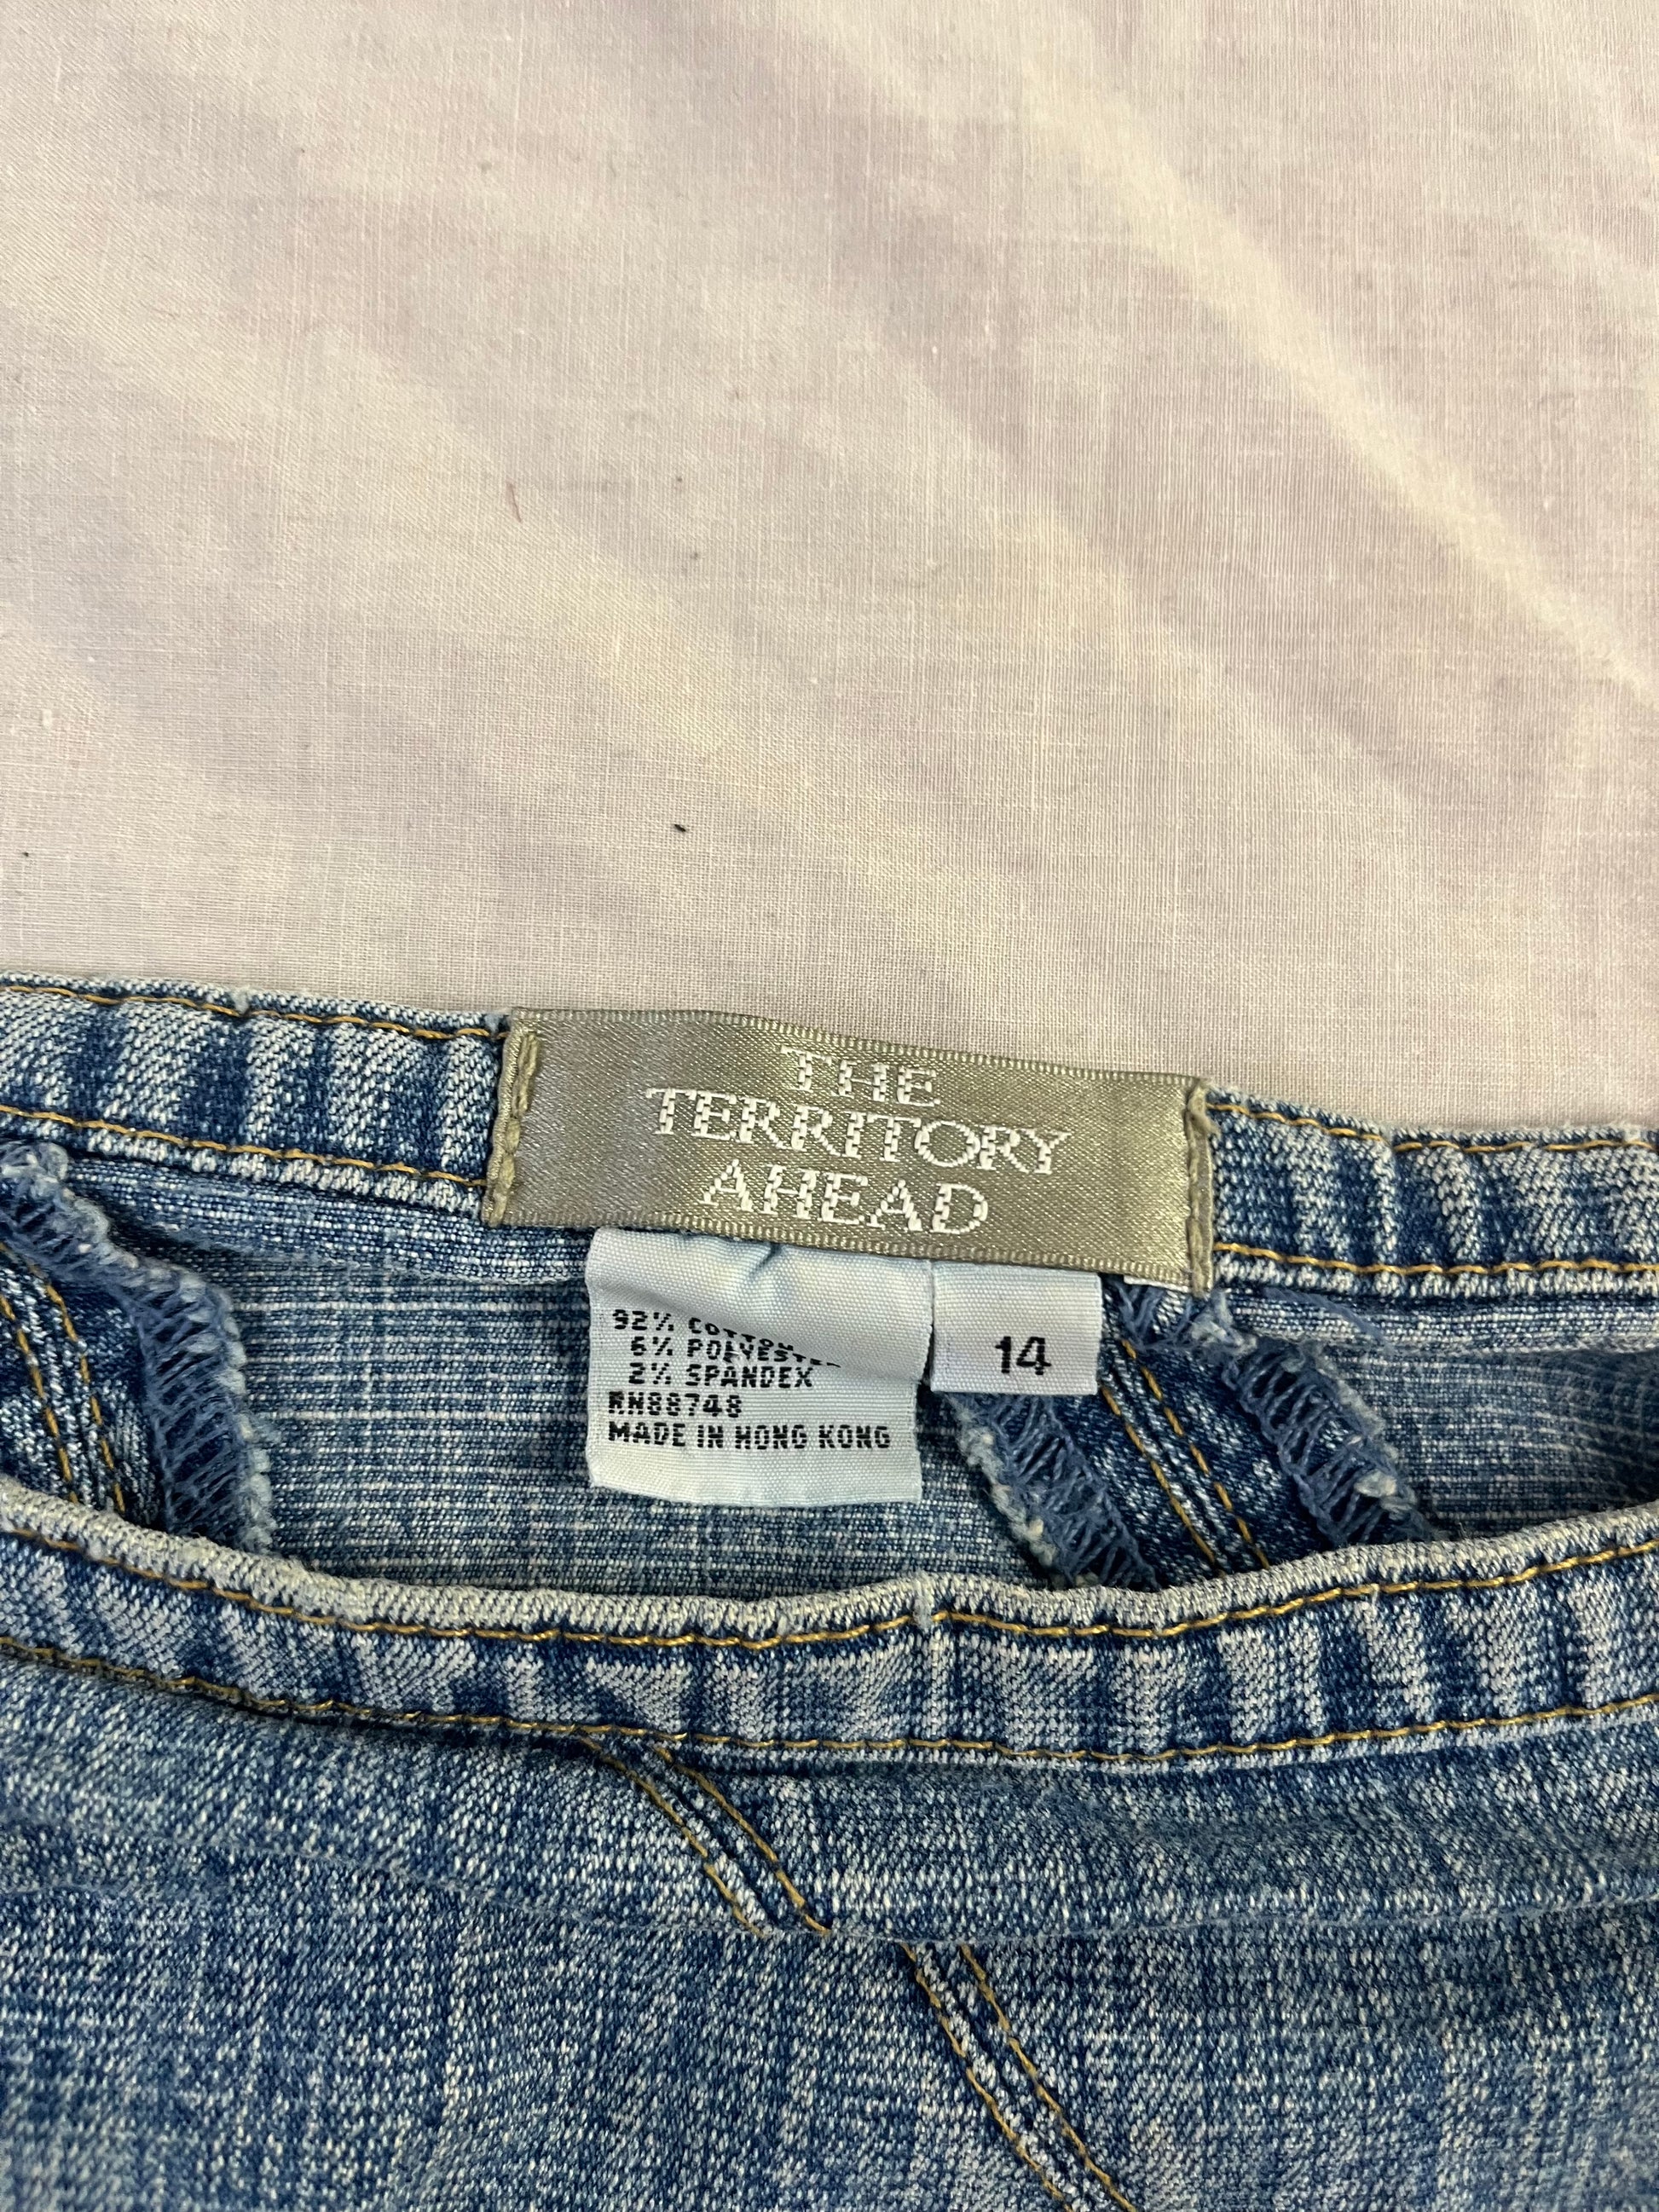 THE
TERRITORY
AHEAD
92% COTTON
6% POLYESTER
2% SPANDEX
RN88748
MADE IN HONG KONG
14